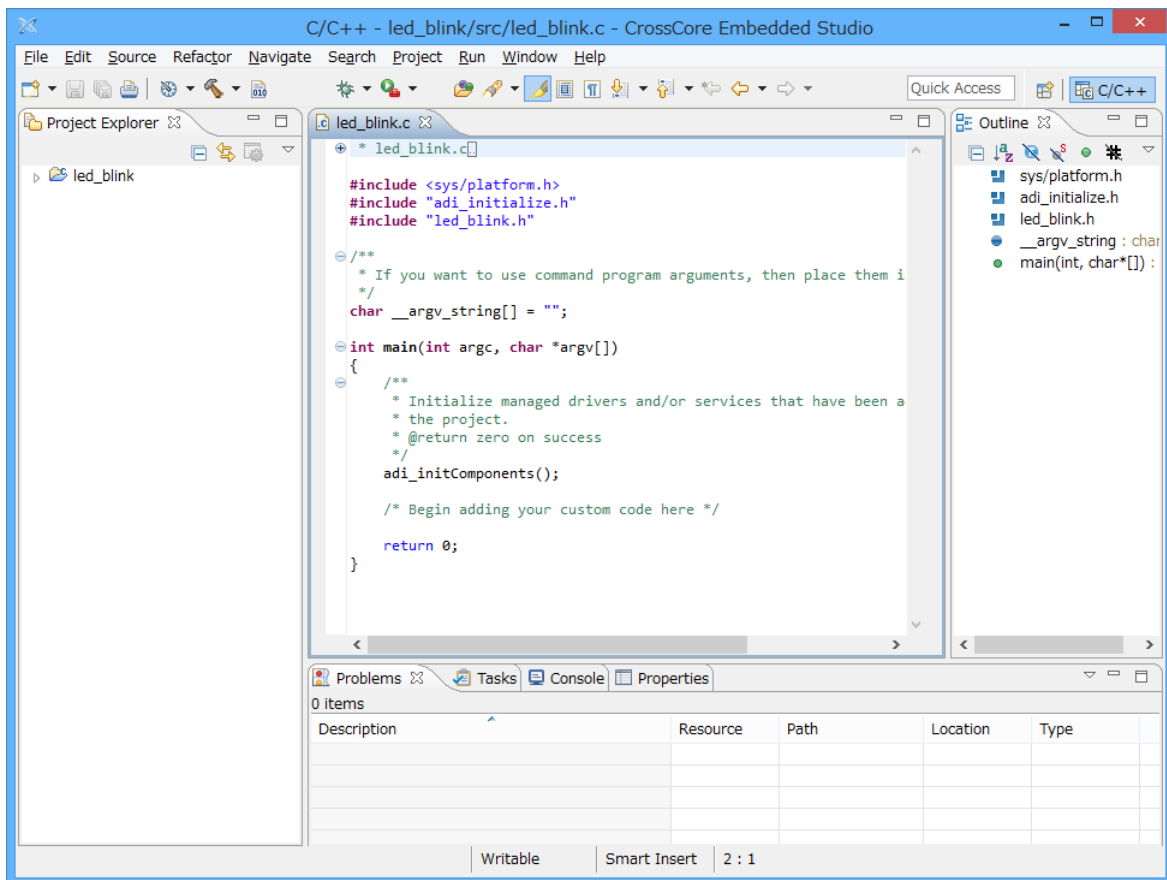 C/C++ - led_blink/src/led_blink.c - CrossCore Embedded Studio
File Edit Source Refactor Navigate Search Project Run Window Help
010
Quick Access
C/C++
Project Explorer
led_blink
led_blink.c
* led_blink.c
#include <sys/platform.h>
#include "adi_initialize.h"
#include "led_blink.h"
/**
* If you want to use command program arguments, then place them i
*/
char __argv_string[] = "";
int main(int argc, char *argv[])
{
/**
* Initialize managed drivers and/or services that have been a
* the project.
* @return zero on success
*/
adi_initComponents();
/* Begin adding your custom code here */
return 0;
}
Outline
sys/platform.h
adi_initialize.h
led_blink.h
__argv_string : char
main(int, char*[]) :
Problems Tasks Console Properties
0 items
Description Resource Path Location Type
Writable Smart Insert 2 : 1